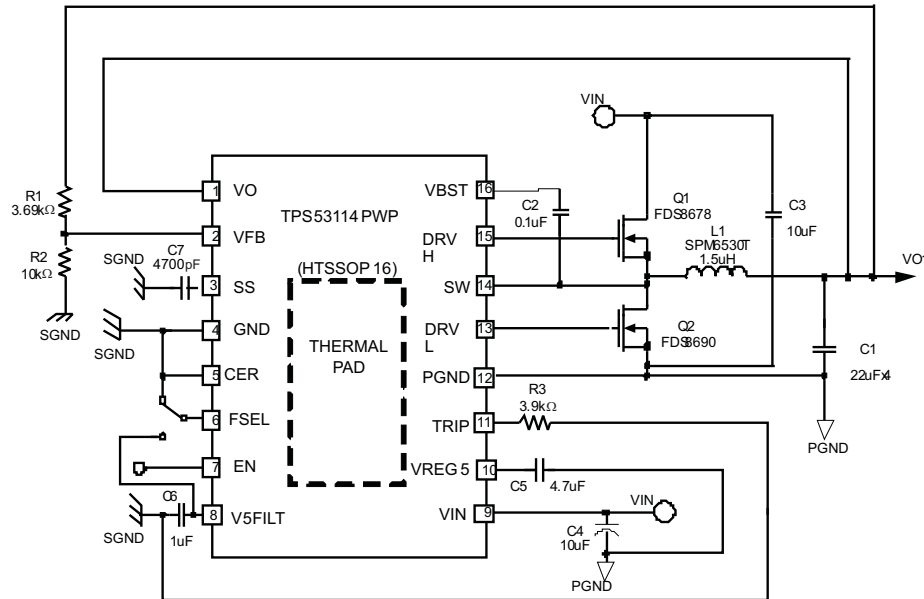 VIN
R1
3.69kΩ
R2
10kΩ
SGND
1
VO
2
VFB
C7
4700pF
SGND
3
SS
4
GND
SGND
5
CER
6
FSEL
7
EN
8
V5FILT
C6
1uF
SGND
TPS53114 PWP
(HTSSOP 16)
THERMAL
PAD
VBST
16
DRV
H
15
SW
14
DRV
L
13
PGND
12
TRIP
11
VREG 5
10
VIN
9
C2
0.1uF
Q1
FDS8678
L1
SPM6530T
1.5uH
C3
10uF
VO1
Q2
FDS8690
C1
22uFx4
PGND
R3
3.9kΩ
C5
4.7uF
VIN
C4
10uF
PGND